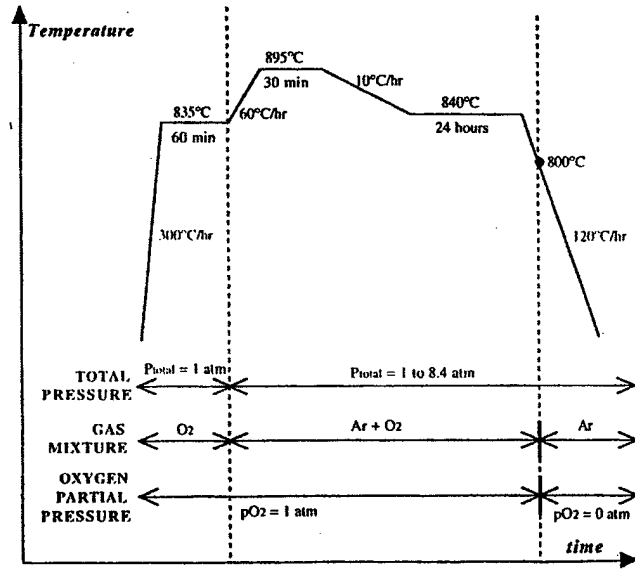 Temperature
895°C
30 min
10°C/hr
835°C
60 min
60°C/hr
840°C
24 hours
800°C
300°C/hr
120°C/hr
TOTAL
PRESSURE
Ptotal = 1 atm
Ptotal = 1 to 8.4 atm
GAS
MIXTURE
O2
Ar + O2
Ar
OXYGEN
PARTIAL
PRESSURE
pO2 = 1 atm
pO2 = 0 atm
time